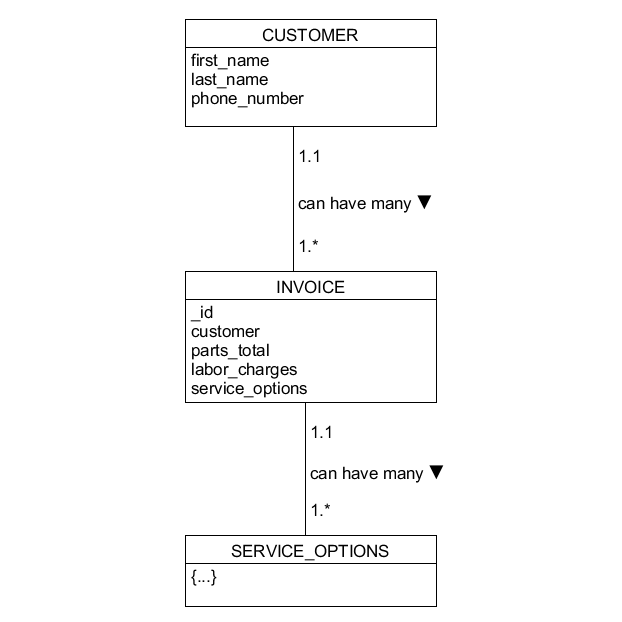 CUSTOMER
first_name
last_name
phone_number
1.1
can have many ▼
1.*
INVOICE
_id
customer
parts_total
labor_charges
service_options
1.1
can have many ▼
1.*
SERVICE_OPTIONS
{...}